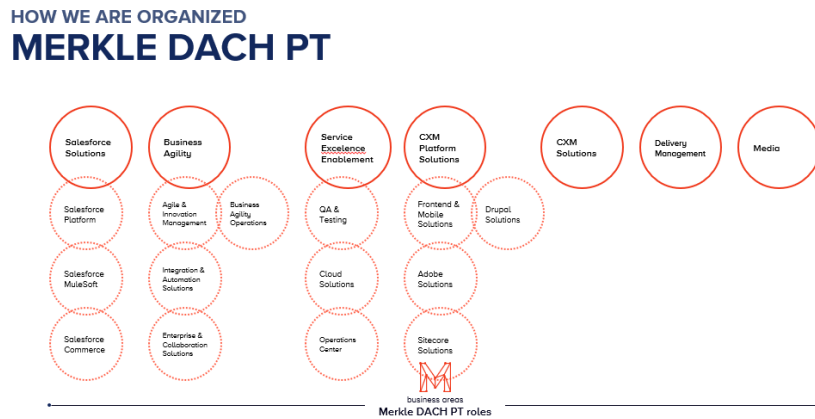 HOW WE ARE ORGANIZED
MERKLE DACH PT
Salesforce
Solutions
Business
Agility
Service
Excelence
Enablement
CXM
Platform
Solutions
CXM
Solutions
Delivery
Management
Media
Salesforce
Platform
Agile &
Innovation
Management
Business
Agility
Operations
QA &
Testing
Frontend &
Mobile
Solutions
Drupal
Solutions
Salesforce
MuleSoft
Integration &
Automation
Solutions
Cloud
Solutions
Adobe
Solutions
Salesforce
Commerce
Enterprise &
Collaboration
Solutions
Operations
Center
Sitecore
Solutions
business areas
Merkle DACH PT roles